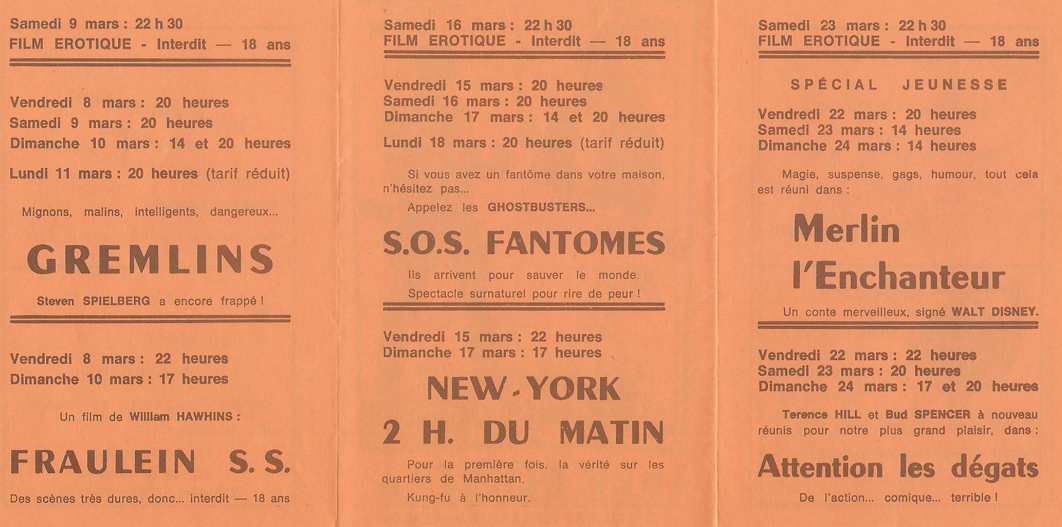 Samedi 9 mars : 22 h 30
FILM EROTIQUE - Interdit — 18 ans
Vendredi 8 mars : 20 heures
Samedi 9 mars : 20 heures
Dimanche 10 mars : 14 et 20 heures
Lundi 11 mars : 20 heures (tarif réduit)
Mignons, malins, intelligents, dangereux...
GREMLINS
Steven SPIELBERG a encore frappé !
Vendredi 8 mars : 22 heures
Dimanche 10 mars : 17 heures
Un film de William HAWHINS :
FRAULEIN S. S.
Des scènes très dures, donc... interdit — 18 ans
Samedi 16 mars : 22 h 30
FILM EROTIQUE - Interdit — 18 ans
Vendredi 15 mars : 20 heures
Samedi 16 mars : 20 heures
Dimanche 17 mars : 14 et 20 heures
Lundi 18 mars : 20 heures (tarif réduit)
Si vous avez un fantôme dans votre maison,
n'hésitez pas...
Appelez les GHOSTBUSTERS...
S.O.S. FANTOMES
Ils arrivent pour sauver le monde.
Spectacle surnaturel pour rire de peur !
Vendredi 15 mars : 22 heures
Dimanche 17 mars : 17 heures
NEW-YORK
2 H. DU MATIN
Pour la première fois, la vérité sur les
quartiers de Manhattan.
Kung-fu à l'honneur.
Samedi 23 mars : 22 h 30
FILM EROTIQUE - Interdit — 18 ans
SPÉCIAL JEUNESSE
Vendredi 22 mars : 20 heures
Samedi 23 mars : 14 heures
Dimanche 24 mars : 14 heures
Magie, suspense, gags, humour, tout cela
est réuni dans :
Merlin
l'Enchanteur
Un conte merveilleux, signé WALT DISNEY.
Vendredi 22 mars : 22 heures
Samedi 23 mars : 20 heures
Dimanche 24 mars : 17 et 20 heures
Terence HILL et Bud SPENCER à nouveau
réunis pour notre plus grand plaisir, dans :
Attention les dégats
De l'action... comique... terrible !